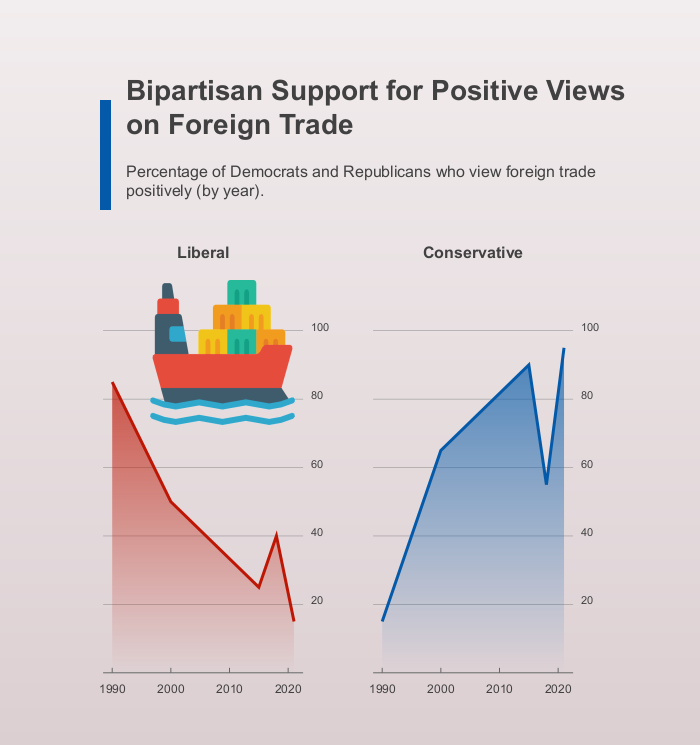 Bipartisan Support for Positive Views
on Foreign Trade
Percentage of Democrats and Republicans who view foreign trade
positively (by year).
Liberal
100
80
60
40
20
1990 2000 2010 2020
Conservative
100
80
60
40
20
1990 2000 2010 2020